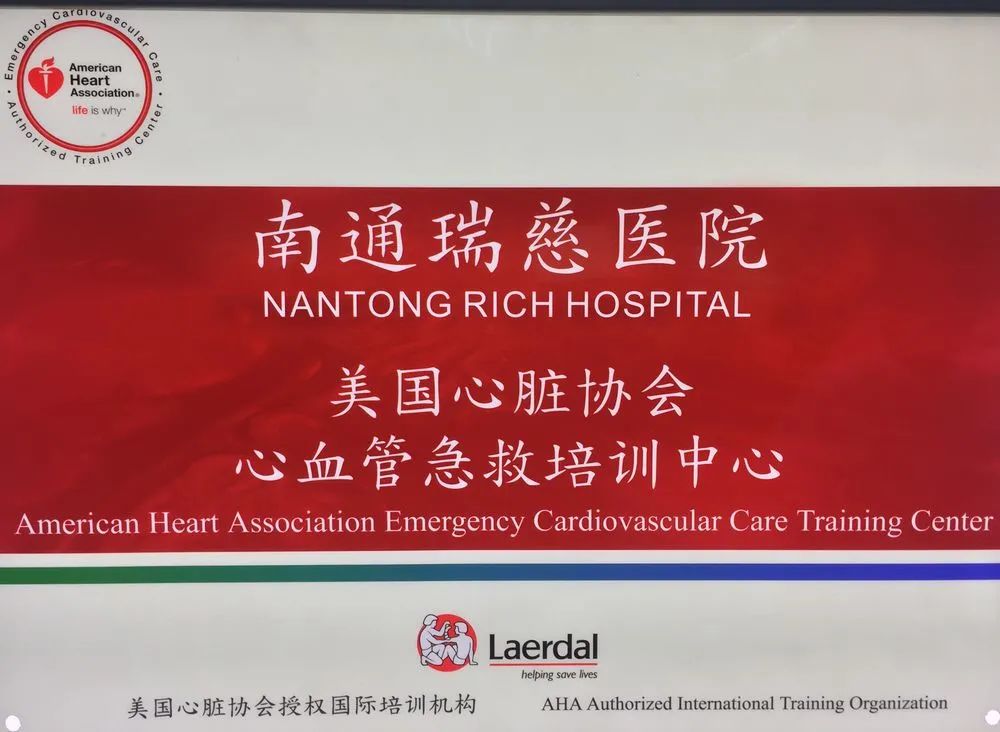 Emergency Cardiovascular Care
American
Heart
Association®
life is why™
Authorized Training Center
南通瑞慈医院
NANTONG RICH HOSPITAL
美国心脏协会
心血管急救培训中心
American Heart Association Emergency Cardiovascular Care Training Center
Laerdal
helping save lives
美国心脏协会授权国际培训机构 AHA Authorized International Training Organization